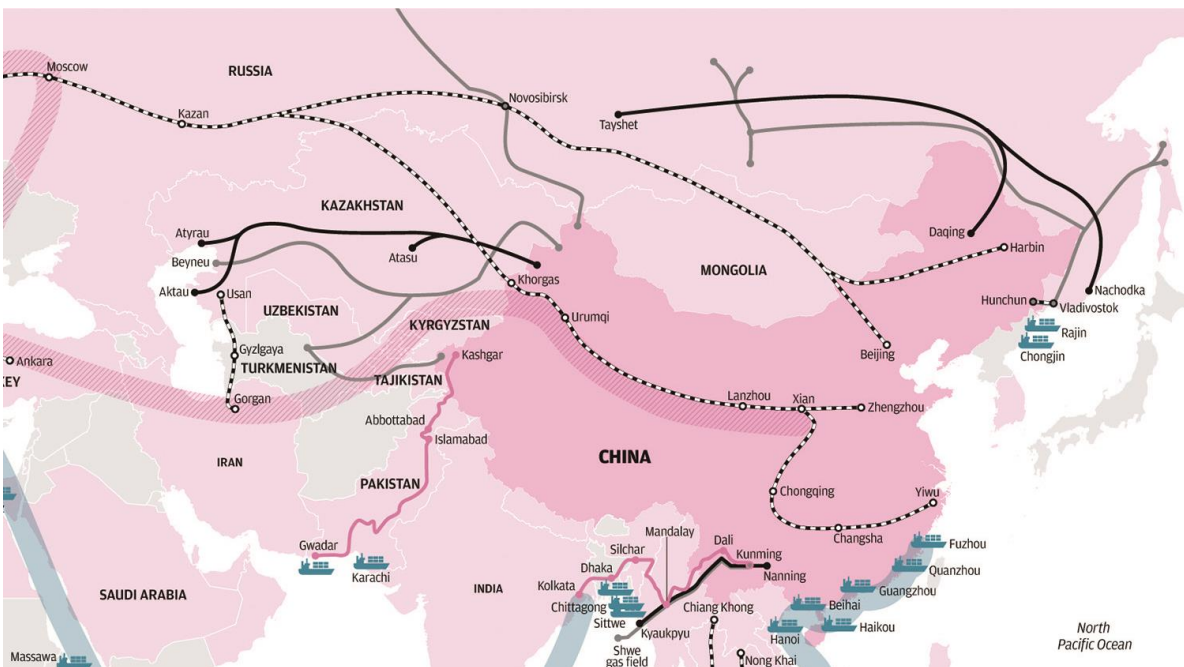 Moscow
RUSSIA
Kazan
Novosibirsk
Tayshet
KAZAKHSTAN
Atyrau
Beyneu
Atasu
Aktau
Usan
Khorgas
MONGOLIA
Daqing
Harbin
Hunchun
Nachodka
Vladivostok
Rajin
Chongjin
UZBEKISTAN
KYRGYZSTAN
Urumqi
Beijing
Ankara
KEY
Gyzlgaya
TURKMENISTAN
Kashgar
TAJIKISTAN
Gorgan
Abbottabad
Islamabad
Lanzhou
Xian
Zhengzhou
IRAN
PAKISTAN
CHINA
Chongqing
Yiwu
Changsha
Gwadar
Karachi
Mandalay
Dali
Kunming
Nanning
Silchar
Dhaka
Kolkata
INDIA
Chittagong
Sittwe
Kyaukpyu
Shwe
gas field
Chiang Khong
Nong Khai
Fuzhou
Quanzhou
Guangzhou
Beihai
Haikou
Hanoi
SAUDI ARABIA
Massawa
North
Pacific Ocean